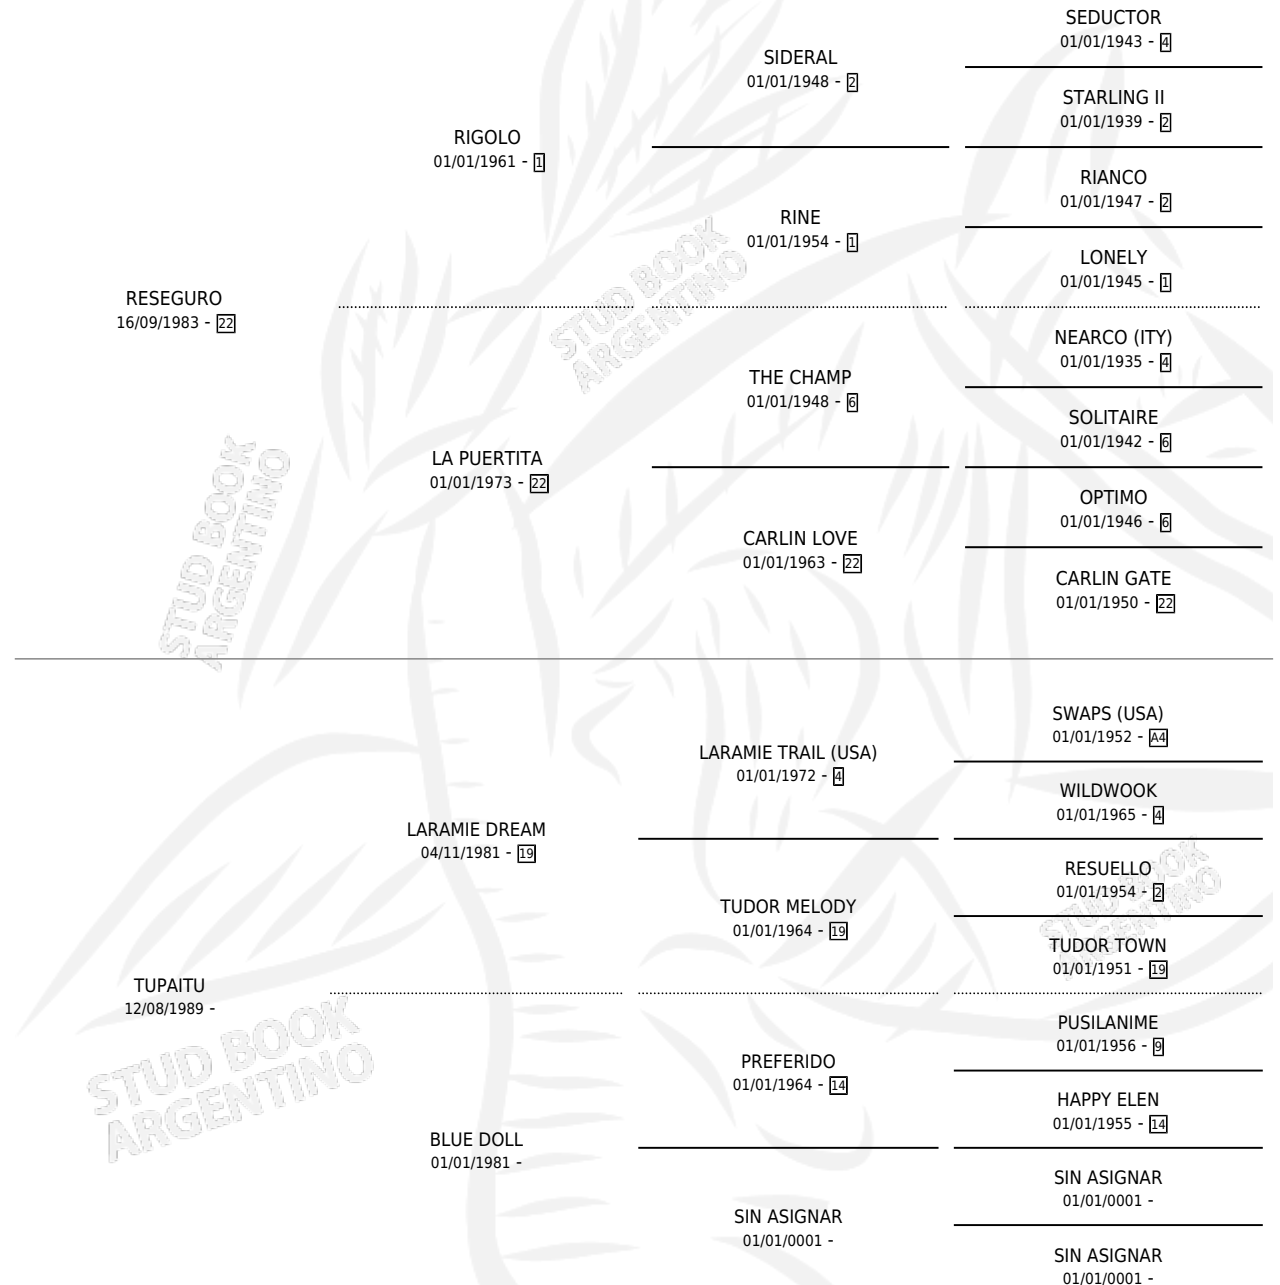 SEDUCTOR
01/01/1943 - 4
SIDERAL
01/01/1948 - 2
STARLING II
01/01/1939 - 2
RIGOLO
01/01/1961 - 1
RIANCO
01/01/1947 - 2
RINE
01/01/1954 - 1
LONELY
01/01/1945 - 1
RESEGURO
16/09/1983 - 22
NEARCO (ITY)
01/01/1935 - 4
THE CHAMP
01/01/1948 - 6
SOLITAIRE
01/01/1942 - 6
LA PUERTITA
01/01/1973 - 22
OPTIMO
01/01/1946 - 6
CARLIN LOVE
01/01/1963 - 22
CARLIN GATE
01/01/1950 - 22
SWAPS (USA)
01/01/1952 - A4
LARAMIE TRAIL (USA)
01/01/1972 - 4
WILDWOOK
01/01/1965 - 4
LARAMIE DREAM
04/11/1981 - 19
RESUELLO
01/01/1954 - 2
TUDOR MELODY
01/01/1964 - 19
TUDOR TOWN
01/01/1951 - 19
TUPAITU
12/08/1989 -
PUSILANIME
01/01/1956 - 9
PREFERIDO
01/01/1964 - 14
HAPPY ELEN
01/01/1955 - 14
BLUE DOLL
01/01/1981 -
SIN ASIGNAR
01/01/0001 -
SIN ASIGNAR
01/01/0001 -
SIN ASIGNAR
01/01/0001 -
STUD BOOK
ARGENTINO
STUD BOOK
ARGENTINO
STUD BOOK
ARGENTINO
STUD BOOK
ARGENTINO